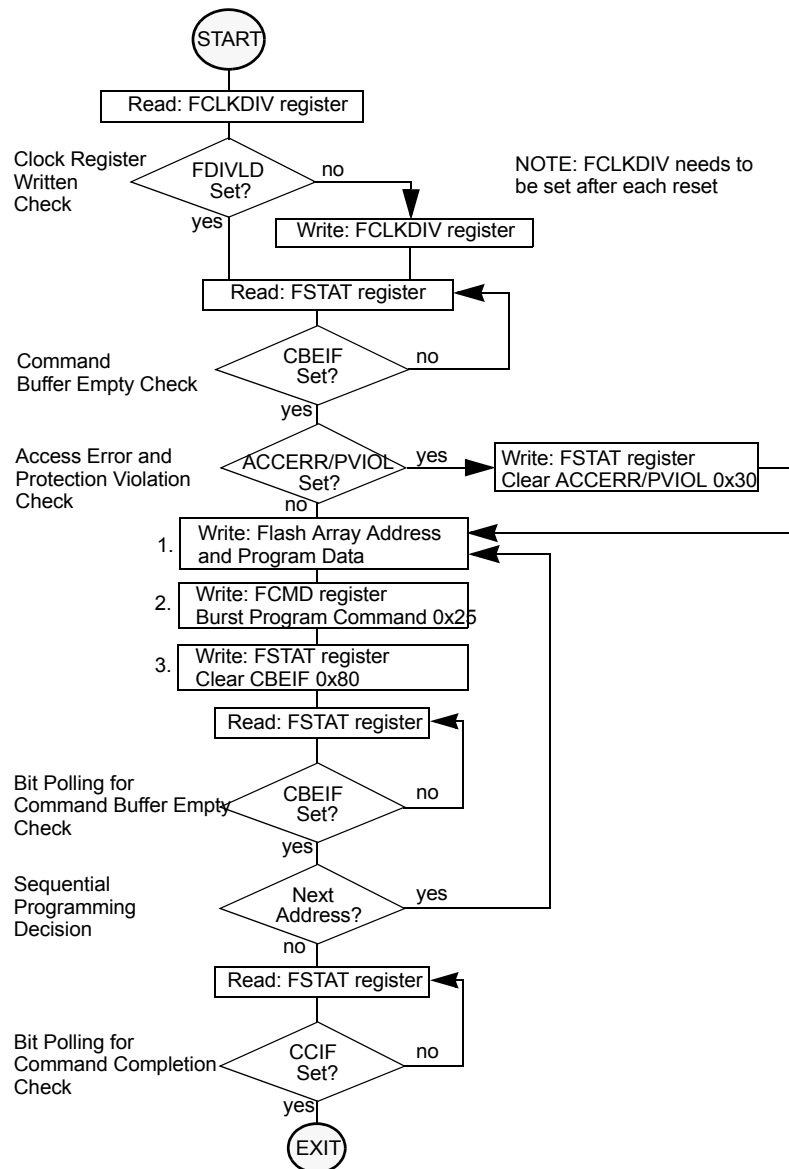 START
Read: FCLKDIV register
Clock Register
Written
Check
FDIVLD
Set?
no
yes
NOTE: FCLKDIV needs to
be set after each reset
Write: FCLKDIV register
Read: FSTAT register
Command
Buffer Empty Check
CBEIF
Set?
no
yes
Access Error and
Protection Violation
Check
ACCERR/PVIOL
Set?
yes
no
Write: FSTAT register
Clear ACCERR/PVIOL 0x30
1.
Write: Flash Array Address
and Program Data
2.
Write: FCMD register
Burst Program Command 0x25
3.
Write: FSTAT register
Clear CBEIF 0x80
Read: FSTAT register
Bit Polling for
Command Buffer Empty
Check
CBEIF
Set?
no
yes
Sequential
Programming
Decision
Next
Address?
yes
no
Read: FSTAT register
Bit Polling for
Command Completion
Check
CCIF
Set?
no
yes
EXIT